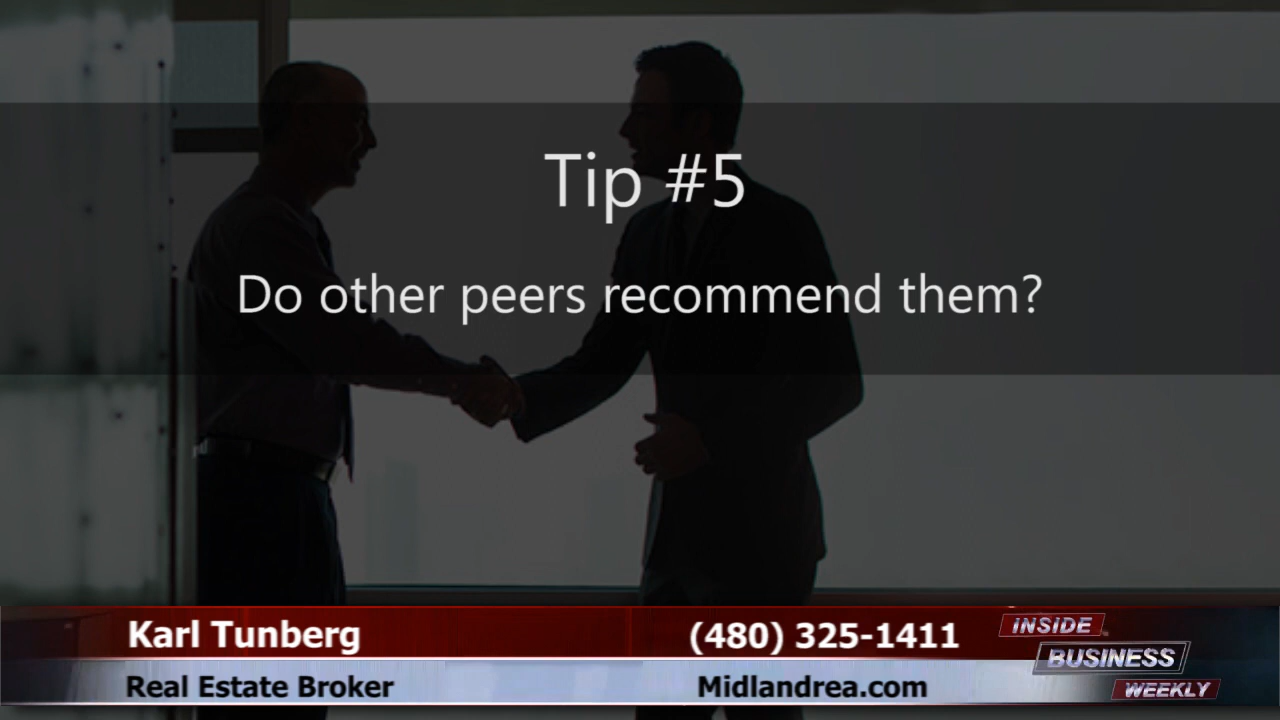 Tip #5
Do other peers recommend them?
Karl Tunberg
(480) 325-1411
Real Estate Broker
Midlandrea.com
INSIDE
BUSINESS
WEEKLY